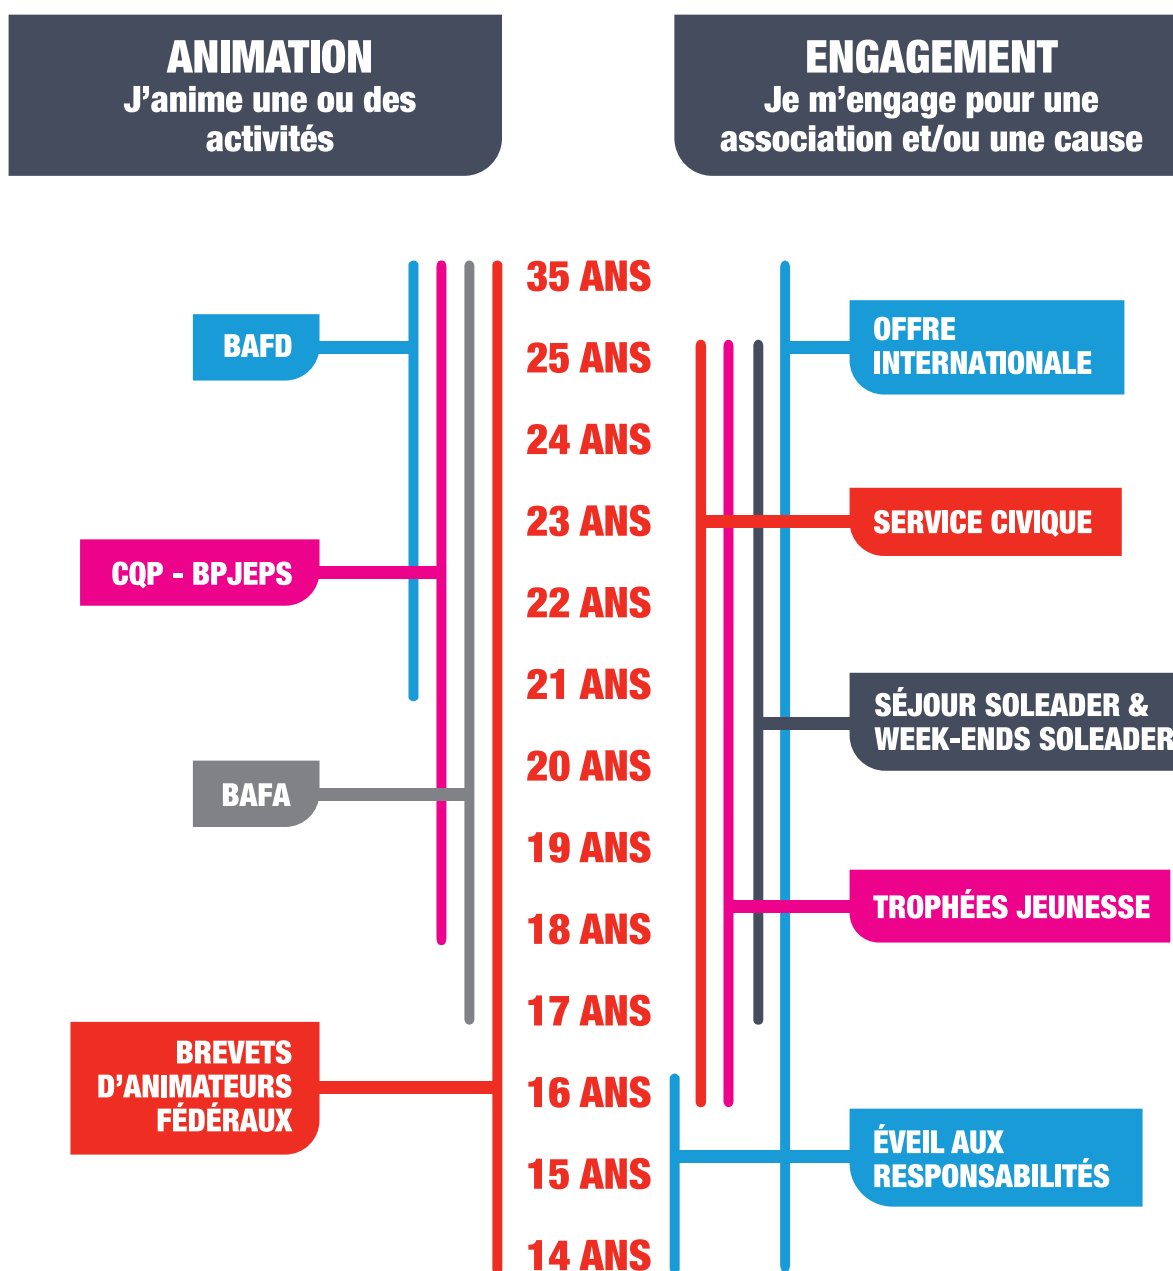 ANIMATION
J'anime une ou des
activités
ENGAGEMENT
Je m'engage pour une
association et/ou une cause
35 ANS
25 ANS
24 ANS
23 ANS
22 ANS
21 ANS
20 ANS
19 ANS
18 ANS
17 ANS
16 ANS
15 ANS
14 ANS
BAFD
CQP - BPJEPS
BAFA
BREVETS
D'ANIMATEURS
FÉDÉRAUX
OFFRE
INTERNATIONALE
SERVICE CIVIQUE
SÉJOUR SOLEADER &
WEEK-ENDS SOLEADER
TROPHÉES JEUNESSE
ÉVEIL AUX
RESPONSABILITÉS